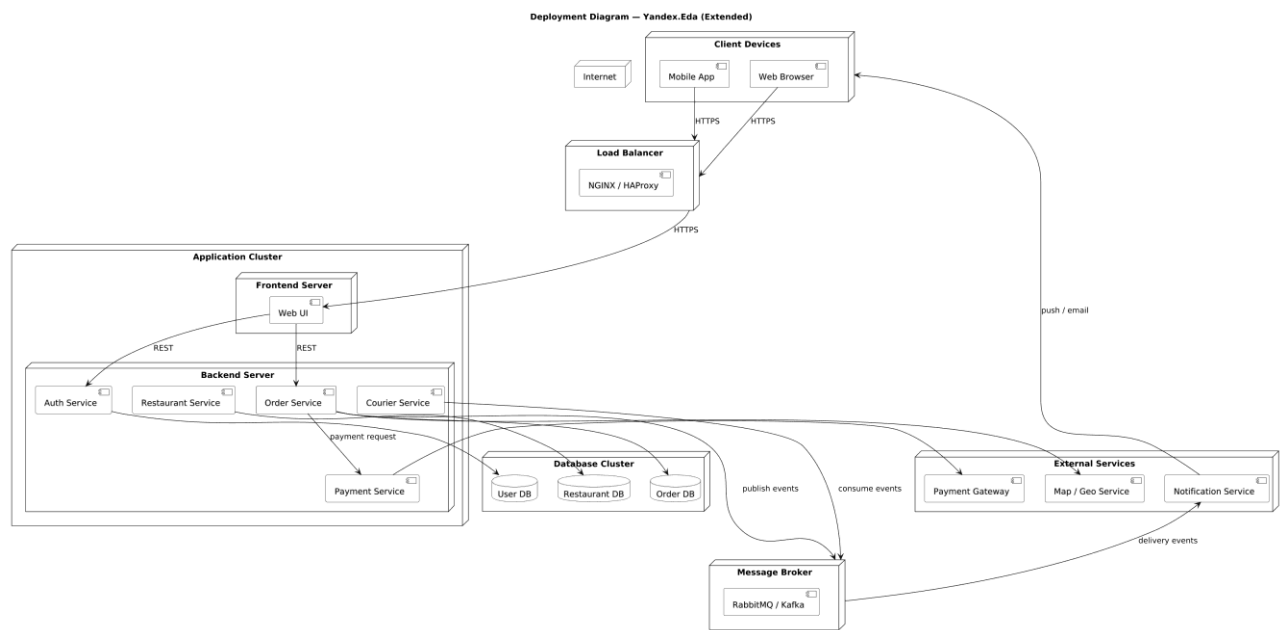 Deployment Diagram — Yandex.Eda (Extended)
Client Devices
Internet
Mobile App
Web Browser
HTTPS
HTTPS
Load Balancer
NGINX / HAProxy
HTTPS
Application Cluster
Frontend Server
Web UI
push / email
REST
REST
Backend Server
Auth Service
Restaurant Service
Order Service
Courier Service
payment request
Database Cluster
External Services
Payment Service
User DB
Restaurant DB
Order DB
publish events
consume events
Payment Gateway
Map / Geo Service
Notification Service
delivery events
Message Broker
RabbitMQ / Kafka